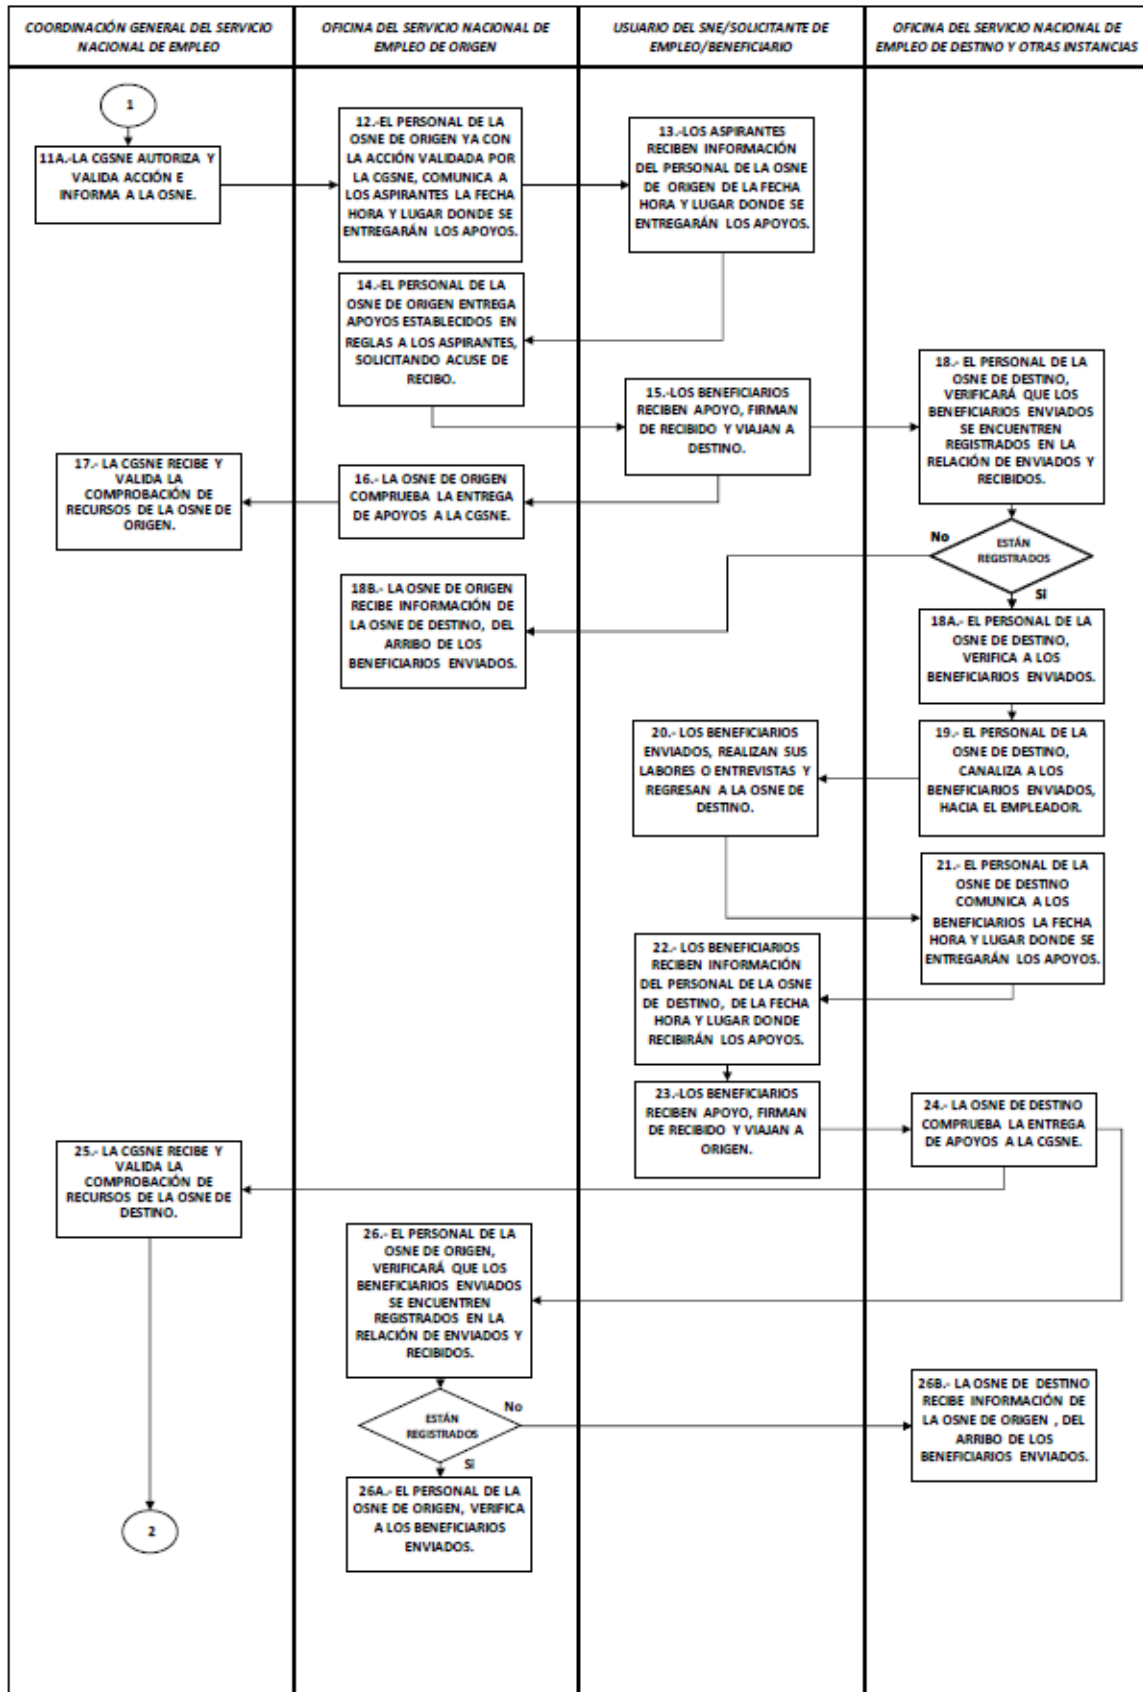 COORDINACIÓN GENERAL DEL SERVICIO
NACIONAL DE EMPLEO
OFICINA DEL SERVICIO NACIONAL DE
EMPLEO DE ORIGEN
USUARIO DEL SNE/SOLICITANTE DE
EMPLEO/BENEFICIARIO
OFICINA DEL SERVICIO NACIONAL DE
EMPLEO DE DESTINO Y OTRAS INSTANCIAS
1
11A.-LA CGSNE AUTORIZA Y
VALIDA ACCIÓN E
INFORMA A LA OSNE.
12.-EL PERSONAL DE LA
OSNE DE ORIGEN YA CON
LA ACCIÓN VALIDADA POR
LA CGSNE, COMUNICA A
LOS ASPIRANTES LA FECHA
HORA Y LUGAR DONDE SE
ENTREGARÁN LOS APOYOS.
13.-LOS ASPIRANTES
RECIBEN INFORMACIÓN
DEL PERSONAL DE LA OSNE
DE ORIGEN DE LA FECHA
HORA Y LUGAR DONDE SE
ENTREGARÁN LOS APOYOS.
14.-EL PERSONAL DE LA
OSNE DE ORIGEN ENTREGA
APOYOS ESTABLECIDOS EN
REGLAS A LOS ASPIRANTES,
SOLICITANDO ACUSE DE
RECIBO.
15.-LOS BENEFICIARIOS
RECIBEN APOYO, FIRMAN
DE RECIBIDO Y VIAJAN A
DESTINO.
18.- EL PERSONAL DE LA
OSNE DE DESTINO,
VERIFICARÁ QUE LOS
BENEFICIARIOS ENVIADOS
SE ENCUENTREN
REGISTRADOS EN LA
RELACIÓN DE ENVIADOS Y
RECIBIDOS.
17.- LA CGSNE RECIBE Y
VALIDA LA
COMPROBACIÓN DE
RECURSOS DE LA OSNE DE
ORIGEN.
16.- LA OSNE DE ORIGEN
COMPRUEBA LA ENTREGA
DE APOYOS A LA CGSNE.
No
ESTÁN
REGISTRADOS
SI
18B.- LA OSNE DE ORIGEN
RECIBE INFORMACIÓN DE
LA OSNE DE DESTINO, DEL
ARRIBO DE LOS
BENEFICIARIOS ENVIADOS.
18A.- EL PERSONAL DE LA
OSNE DE DESTINO,
VERIFICA A LOS
BENEFICIARIOS ENVIADOS.
20.- LOS BENEFICIARIOS
ENVIADOS, REALIZAN SUS
LABORES O ENTREVISTAS Y
REGRESAN A LA OSNE DE
DESTINO.
19.- EL PERSONAL DE LA
OSNE DE DESTINO,
CANALIZA A LOS
BENEFICIARIOS ENVIADOS,
HACIA EL EMPLEADOR.
21.- EL PERSONAL DE LA
OSNE DE DESTINO
COMUNICA A LOS
BENEFICIARIOS LA FECHA
HORA Y LUGAR DONDE SE
ENTREGARÁN LOS APOYOS.
22.- LOS BENEFICIARIOS
RECIBEN INFORMACIÓN
DEL PERSONAL DE LA OSNE
DE DESTINO, DE LA FECHA
HORA Y LUGAR DONDE
RECIBIRÁN LOS APOYOS.
23.-LOS BENEFICIARIOS
RECIBEN APOYO, FIRMAN
DE RECIBIDO Y VIAJAN A
ORIGEN.
24.- LA OSNE DE DESTINO
COMPRUEBA LA ENTREGA
DE APOYOS A LA CGSNE.
25.- LA CGSNE RECIBE Y
VALIDA LA
COMPROBACIÓN DE
RECURSOS DE LA OSNE DE
DESTINO.
26.- EL PERSONAL DE LA
OSNE DE ORIGEN,
VERIFICARÁ QUE LOS
BENEFICIARIOS ENVIADOS
SE ENCUENTREN
REGISTRADOS EN LA
RELACIÓN DE ENVIADOS Y
RECIBIDOS.
ESTÁN
REGISTRADOS
No
SI
26B.- LA OSNE DE DESTINO
RECIBE INFORMACIÓN DE
LA OSNE DE ORIGEN , DEL
ARRIBO DE LOS
BENEFICIARIOS ENVIADOS.
26A.- EL PERSONAL DE LA
OSNE DE ORIGEN, VERIFICA
A LOS BENEFICIARIOS
ENVIADOS.
2